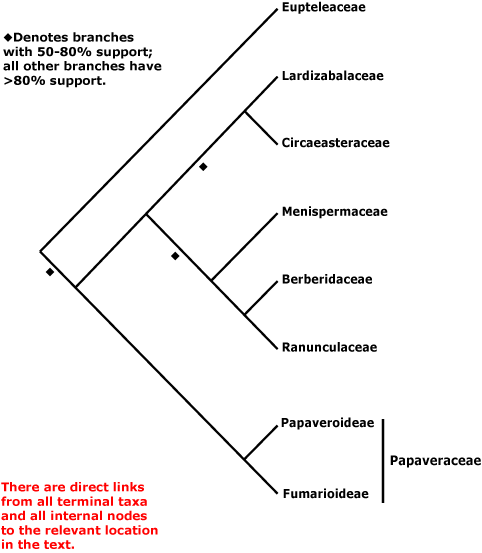 Eupteleaceae
◆Denotes branches
with 50-80% support;
all other branches have
>80% support.
Lardizabalaceae
Circaeasteraceae
Menispermaceae
Berberidaceae
Ranunculaceae
Papaveroideae
Papaveraceae
Fumarioideae
There are direct links
from all terminal taxa
and all internal nodes
to the relevant location
in the text.